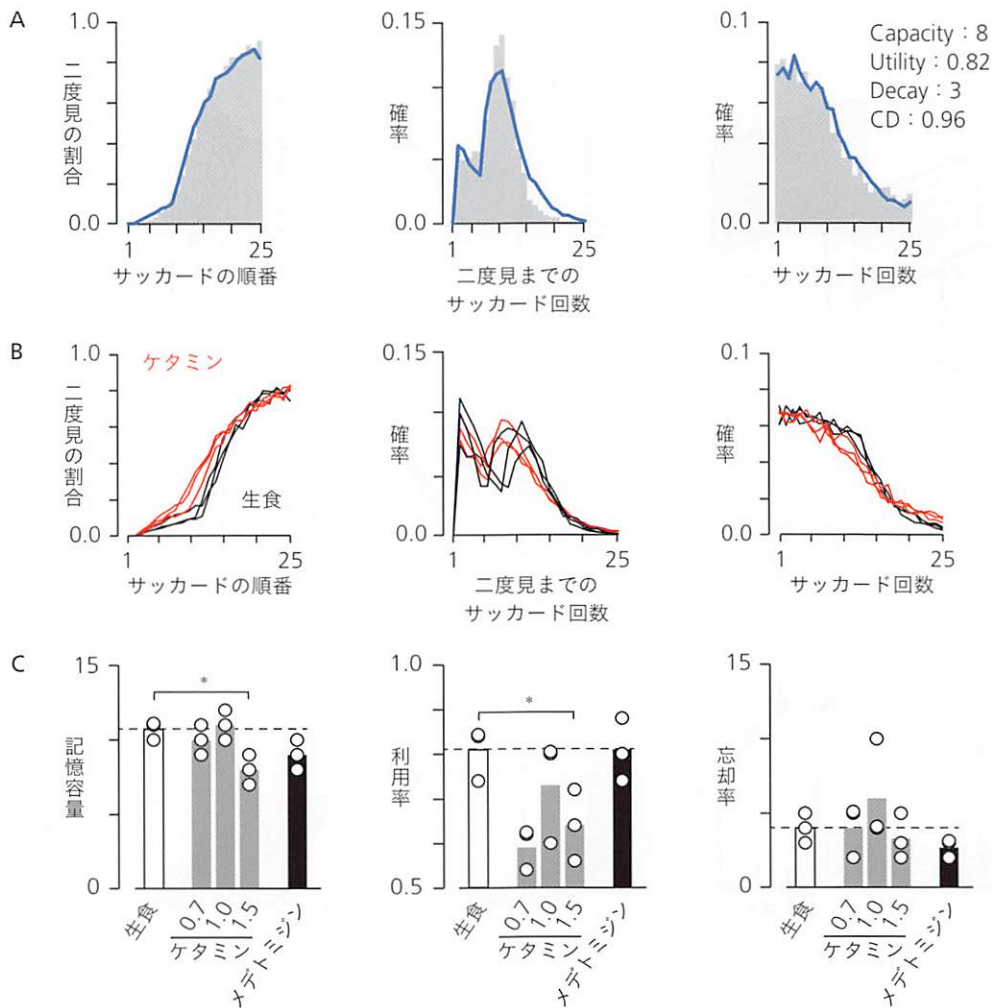 A
1.0
二度見の割合
0.0
1
25
サッカードの順番
0.15
確率
0.00
1
25
二度見までの
サッカード回数
0.1
確率
0.0
1
25
サッカード回数
Capacity：8
Utility：0.82
Decay：3
CD：0.96
B
1.0
ケタミン
二度見の割合
生食
0.0
1
25
サッカードの順番
0.15
確率
0.00
1
25
二度見までの
サッカード回数
0.1
確率
0.0
1
25
サッカード回数
C
15
*
記憶容量
0
生食
0.7
1.0
1.5
ケタミン
メデトミジン
1.0
*
利用率
0.5
生食
0.7
1.0
1.5
ケタミン
メデトミジン
15
忘却率
0
生食
0.7
1.0
1.5
ケタミン
メデトミジン